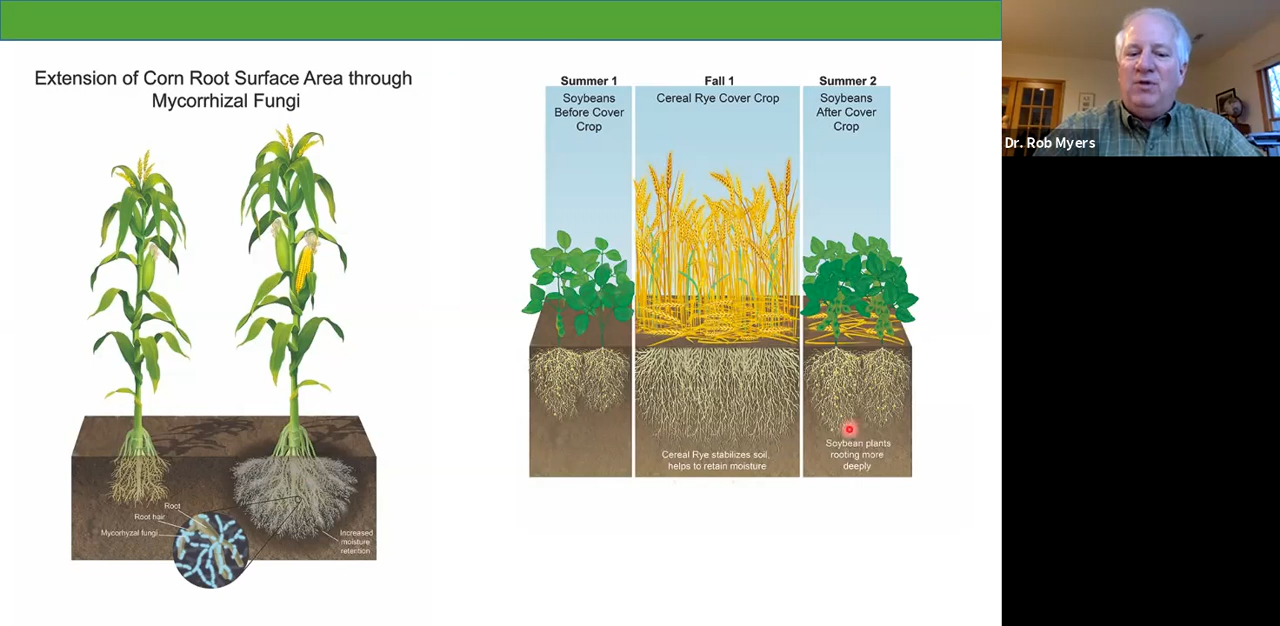 Extension of Corn Root Surface Area through
Mycorrhizal Fungi
Root
Root hair
Mycorhyzal fungi
Increased
moisture
retention
Summer 1
Soybeans
Before Cover
Crop
Fall 1
Cereal Rye Cover Crop
Cereal Rye stabilizes soil,
helps to retain moisture
Summer 2
Soybeans
After Cover
Crop
Soybean plants
rooting more
deeply
Dr. Rob Myers